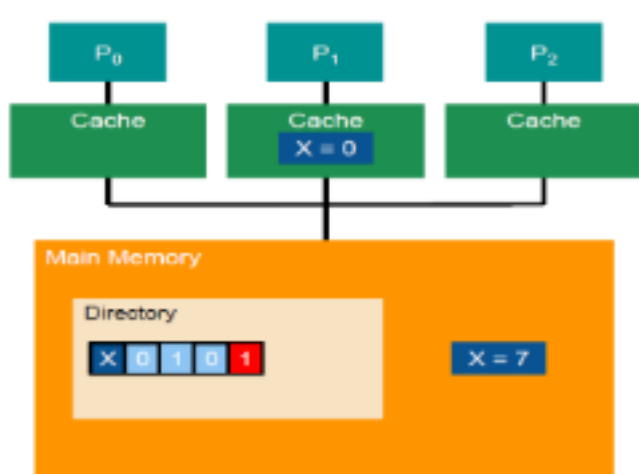 P₀ P₁ P₂
Cache Cache Cache
X = 0
Main Memory
Directory
X 0 1 0 1
X = 7